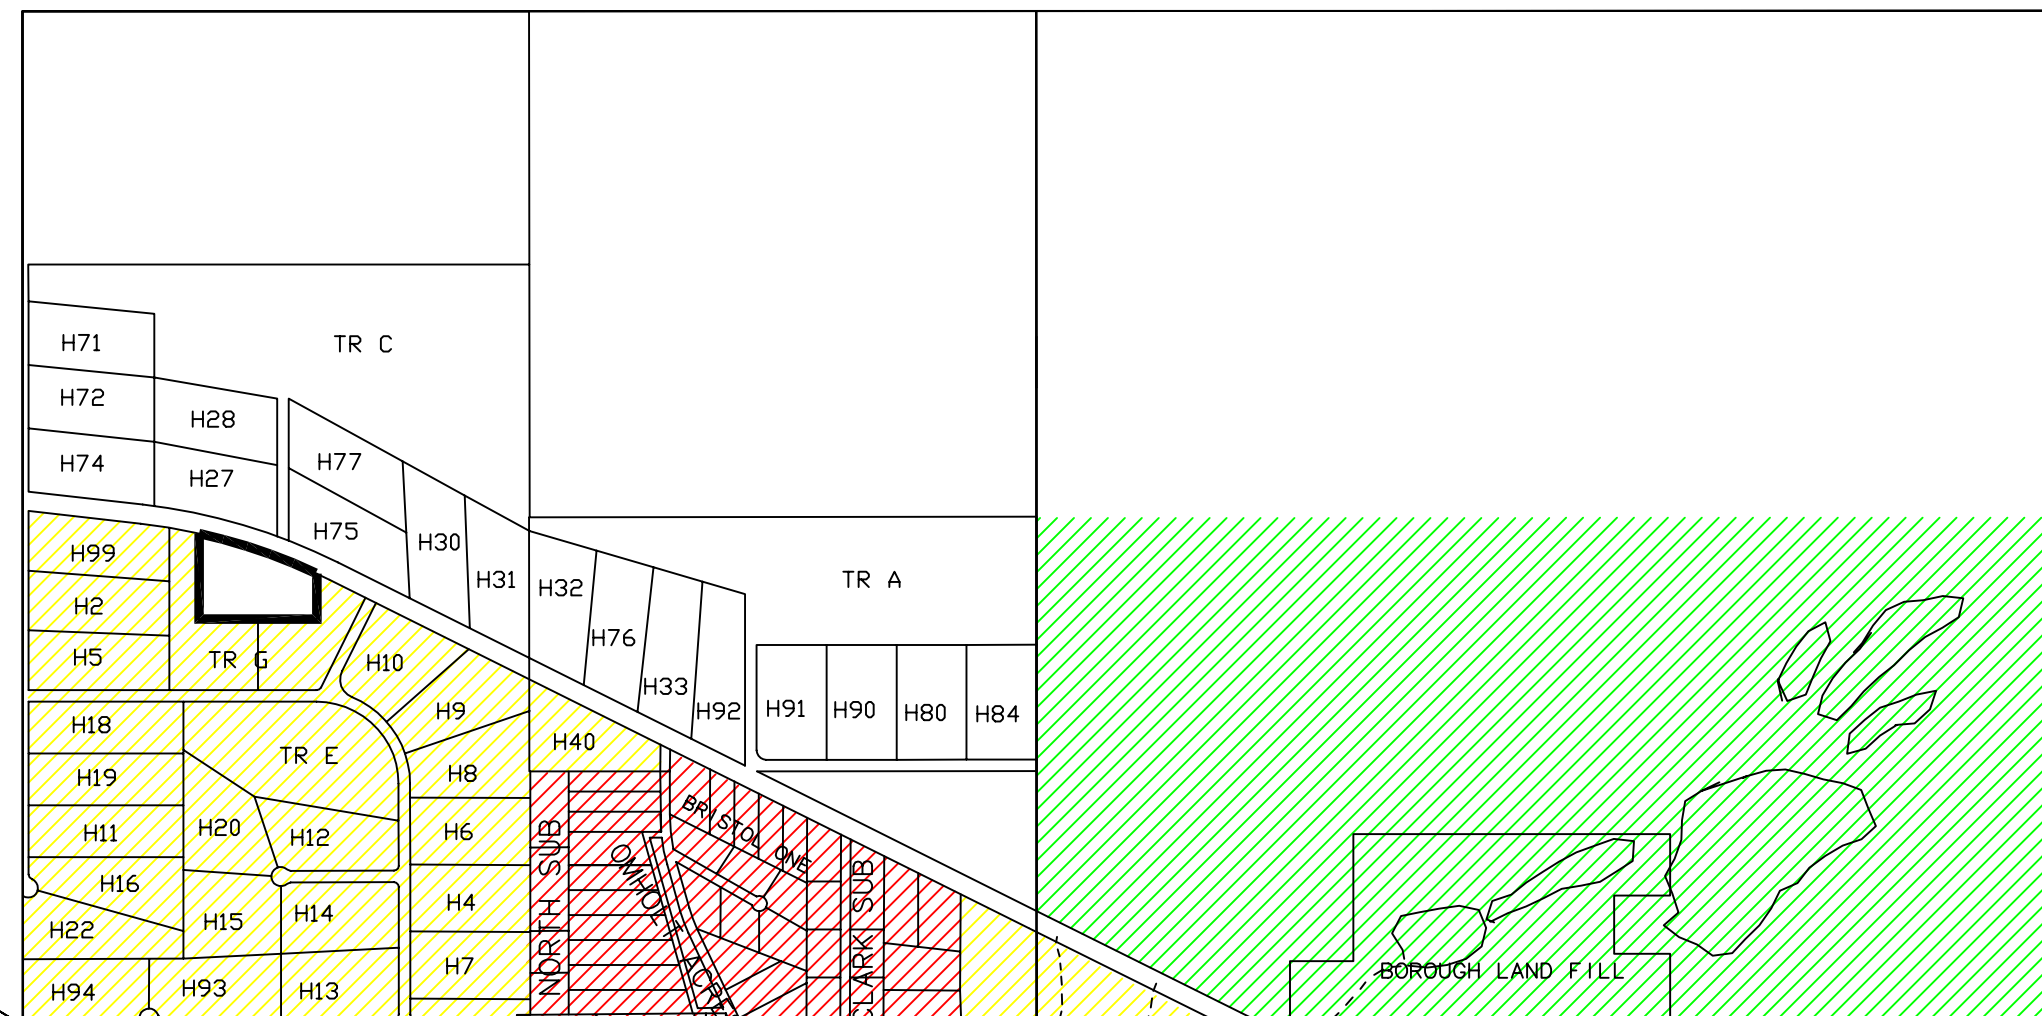 H71
TR C
H72
H28
H74
H27
H77
H75
H30
H31
H32
H76
H33
H92
TR A
H91
H90
H80
H84
H99
H2
H5
TR G
H10
H9
H40
H8
H18
TR E
H19
H11
H20
H12
H6
H16
H4
H22
H15
H14
H7
H94
H93
H13
NORTH SUB
BRISTOL ONE
CLARK SUB
BOROUGH LAND FILL